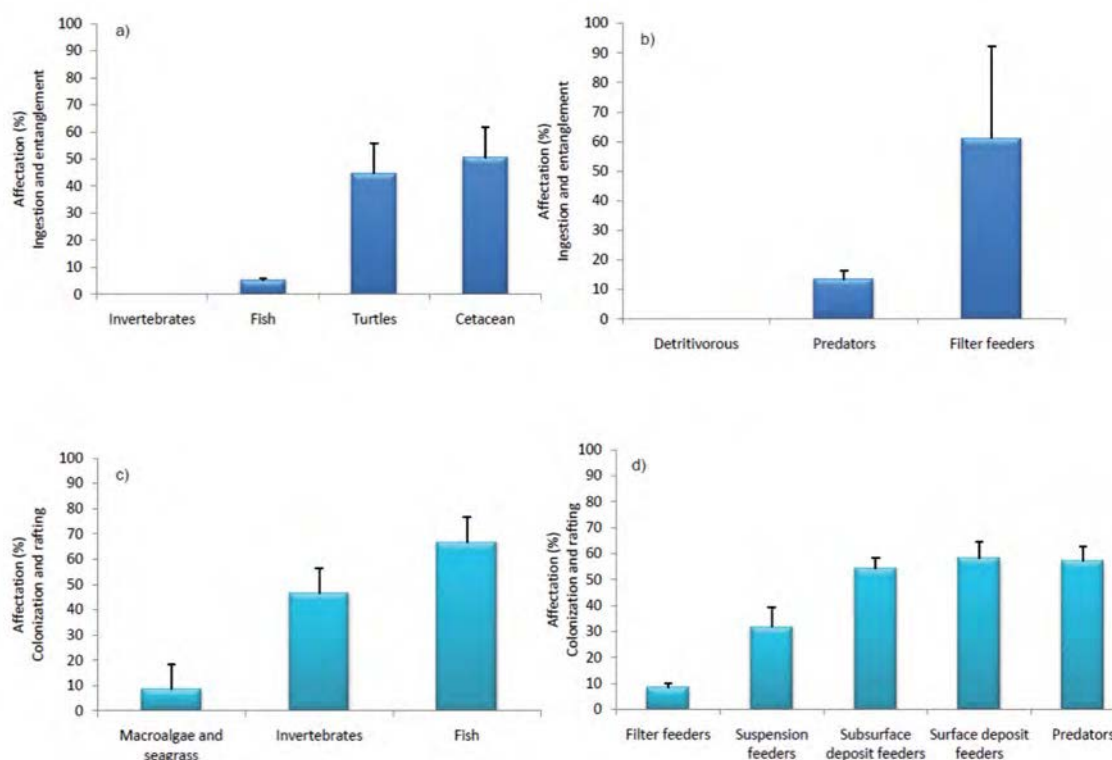 a)
Affectation (%)
Ingestion and entanglement
100
90
80
70
60
50
40
30
20
10
0
Invertebrates Fish Turtles Cetacean
b)
Affectation (%)
Ingestion and entanglement
100
90
80
70
60
50
40
30
20
10
0
Detritivorous Predators Filter feeders
c)
Affectation (%)
Colonization and rafting
100
90
80
70
60
50
40
30
20
10
0
Macroalgae and seagrass Invertebrates Fish
d)
Affectation (%)
Colonization and rafting
100
90
80
70
60
50
40
30
20
10
0
Filter feeders Suspension feeders Subsurface deposit feeders Surface deposit feeders Predators